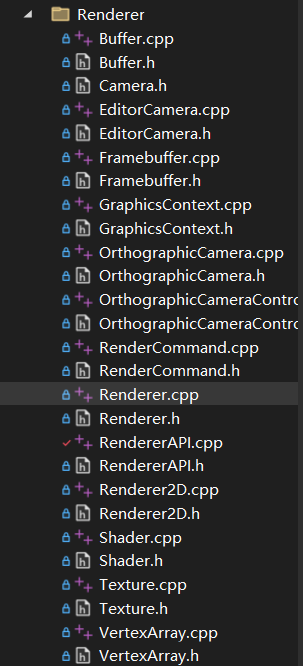 Renderer
Buffer.cpp
Buffer.h
Camera.h
EditorCamera.cpp
EditorCamera.h
Framebuffer.cpp
Framebuffer.h
GraphicsContext.cpp
GraphicsContext.h
OrthographicCamera.cpp
OrthographicCamera.h
OrthographicCameraContro
OrthographicCameraContro
RenderCommand.cpp
RenderCommand.h
Renderer.cpp
Renderer.h
RendererAPI.cpp
RendererAPI.h
Renderer2D.cpp
Renderer2D.h
Shader.cpp
Shader.h
Texture.cpp
Texture.h
VertexArray.cpp
VertexArray.h